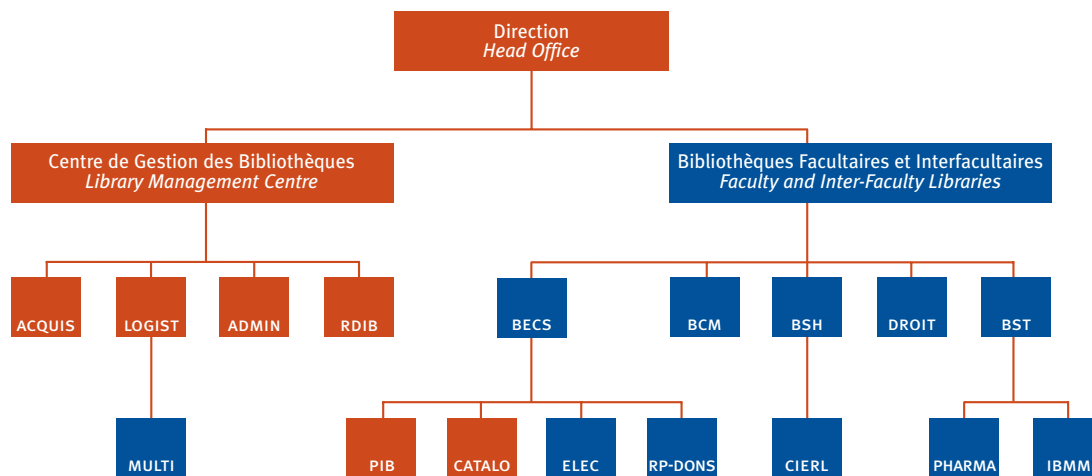 Direction
Head Office
Centre de Gestion des Bibliothèques
Library Management Centre
Bibliothèques Facultaires et Interfacultaires
Faculty and Inter-Faculty Libraries
ACQUIS
LOGIST
ADMIN
RDIB
BECS
BCM
BSH
DROIT
BST
MULTI
PIB
CATALO
ELEC
RP-DONS
CIERL
PHARMA
IBMM